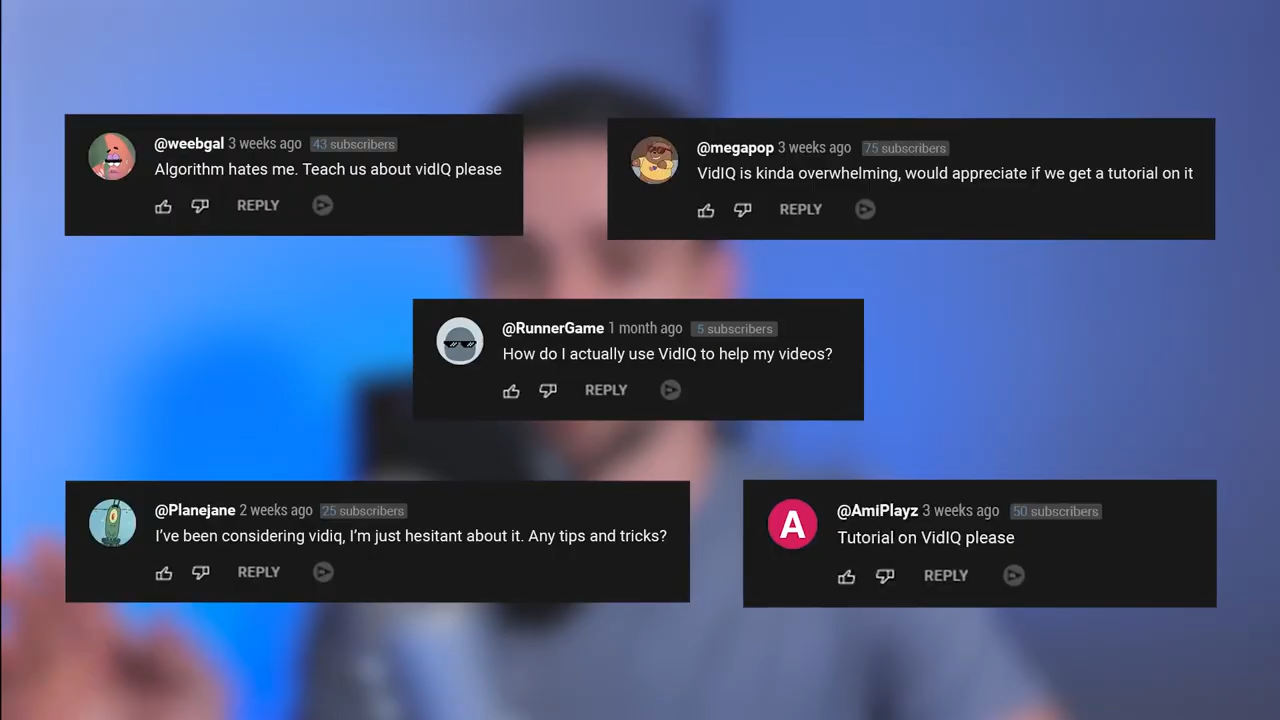 @weebgal 3 weeks ago 43 subscribers
Algorithm hates me. Teach us about vidIQ please
REPLY
@megapop 3 weeks ago 75 subscribers
VidIQ is kinda overwhelming, would appreciate if we get a tutorial on it
REPLY
@RunnerGame 1 month ago 5 subscribers
How do I actually use VidIQ to help my videos?
REPLY
@Planejane 2 weeks ago 25 subscribers
I've been considering vidiq, I'm just hesitant about it. Any tips and tricks?
REPLY
A
@AmiPlayz 3 weeks ago 50 subscribers
Tutorial on VidIQ please
REPLY